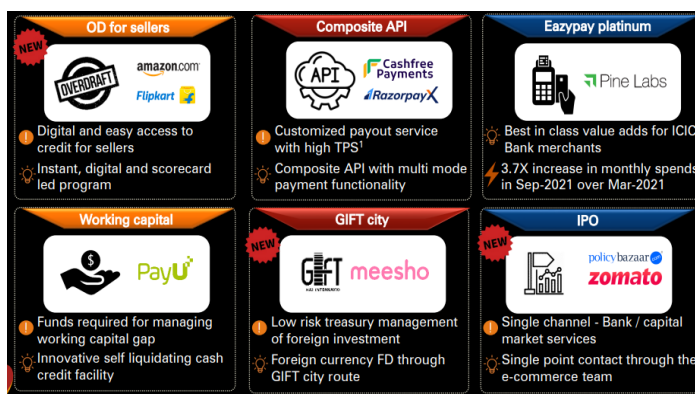 OD for sellers
NEW
OVERDRAFT
amazon.com
Flipkart
Digital and easy access to
credit for sellers
Instant, digital and scorecard
led program
Composite API
API
Cashfree
Payments
RazorpayX
Customized payout service
with high TPS1
Composite API with multi mode
payment functionality
Eazypay platinum
Pine Labs
Best in class value adds for ICIC
Bank merchants
3.7X increase in monthly spends
in Sep-2021 over Mar-2021
Working capital
$
PayU
Funds required for managing
working capital gap
Innovative self liquidating cash
credit facility
GIFT city
NEW
GIFT
meesho
Low risk treasury management
of foreign investment
Foreign currency FD through
GIFT city route
IPO
NEW
policybazaar
zomato
Single channel - Bank / capital
market services
Single point contact through the
e-commerce team